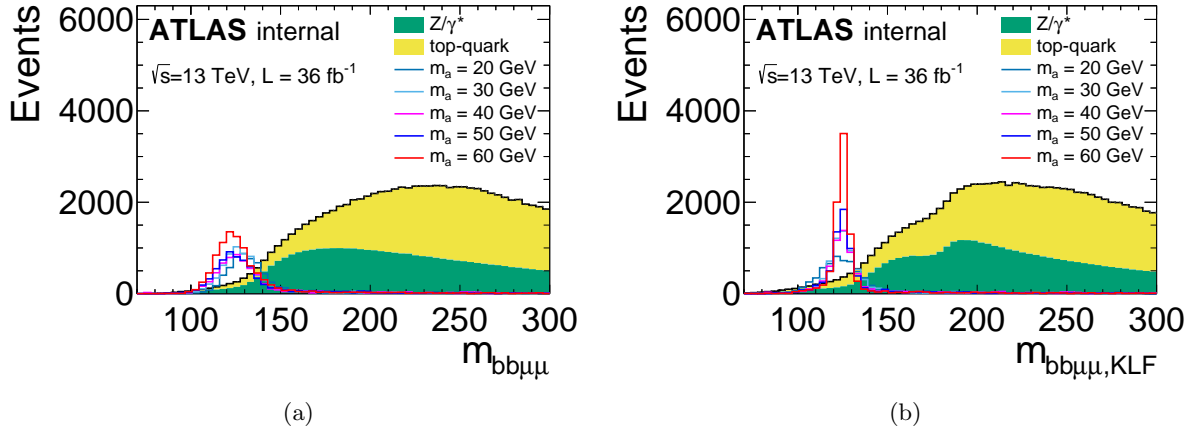 Events
6000
4000
2000
0
ATLAS internal
√s=13 TeV, L = 36 fb⁻¹
Z/γ*
top-quark
mₐ = 20 GeV
mₐ = 30 GeV
mₐ = 40 GeV
mₐ = 50 GeV
mₐ = 60 GeV
100 150 200 250 300
m_bbμμ
(a)
Events
6000
4000
2000
0
ATLAS internal
√s=13 TeV, L = 36 fb⁻¹
Z/γ*
top-quark
mₐ = 20 GeV
mₐ = 30 GeV
mₐ = 40 GeV
mₐ = 50 GeV
mₐ = 60 GeV
100 150 200 250 300
m_bbμμ,KLF
(b)